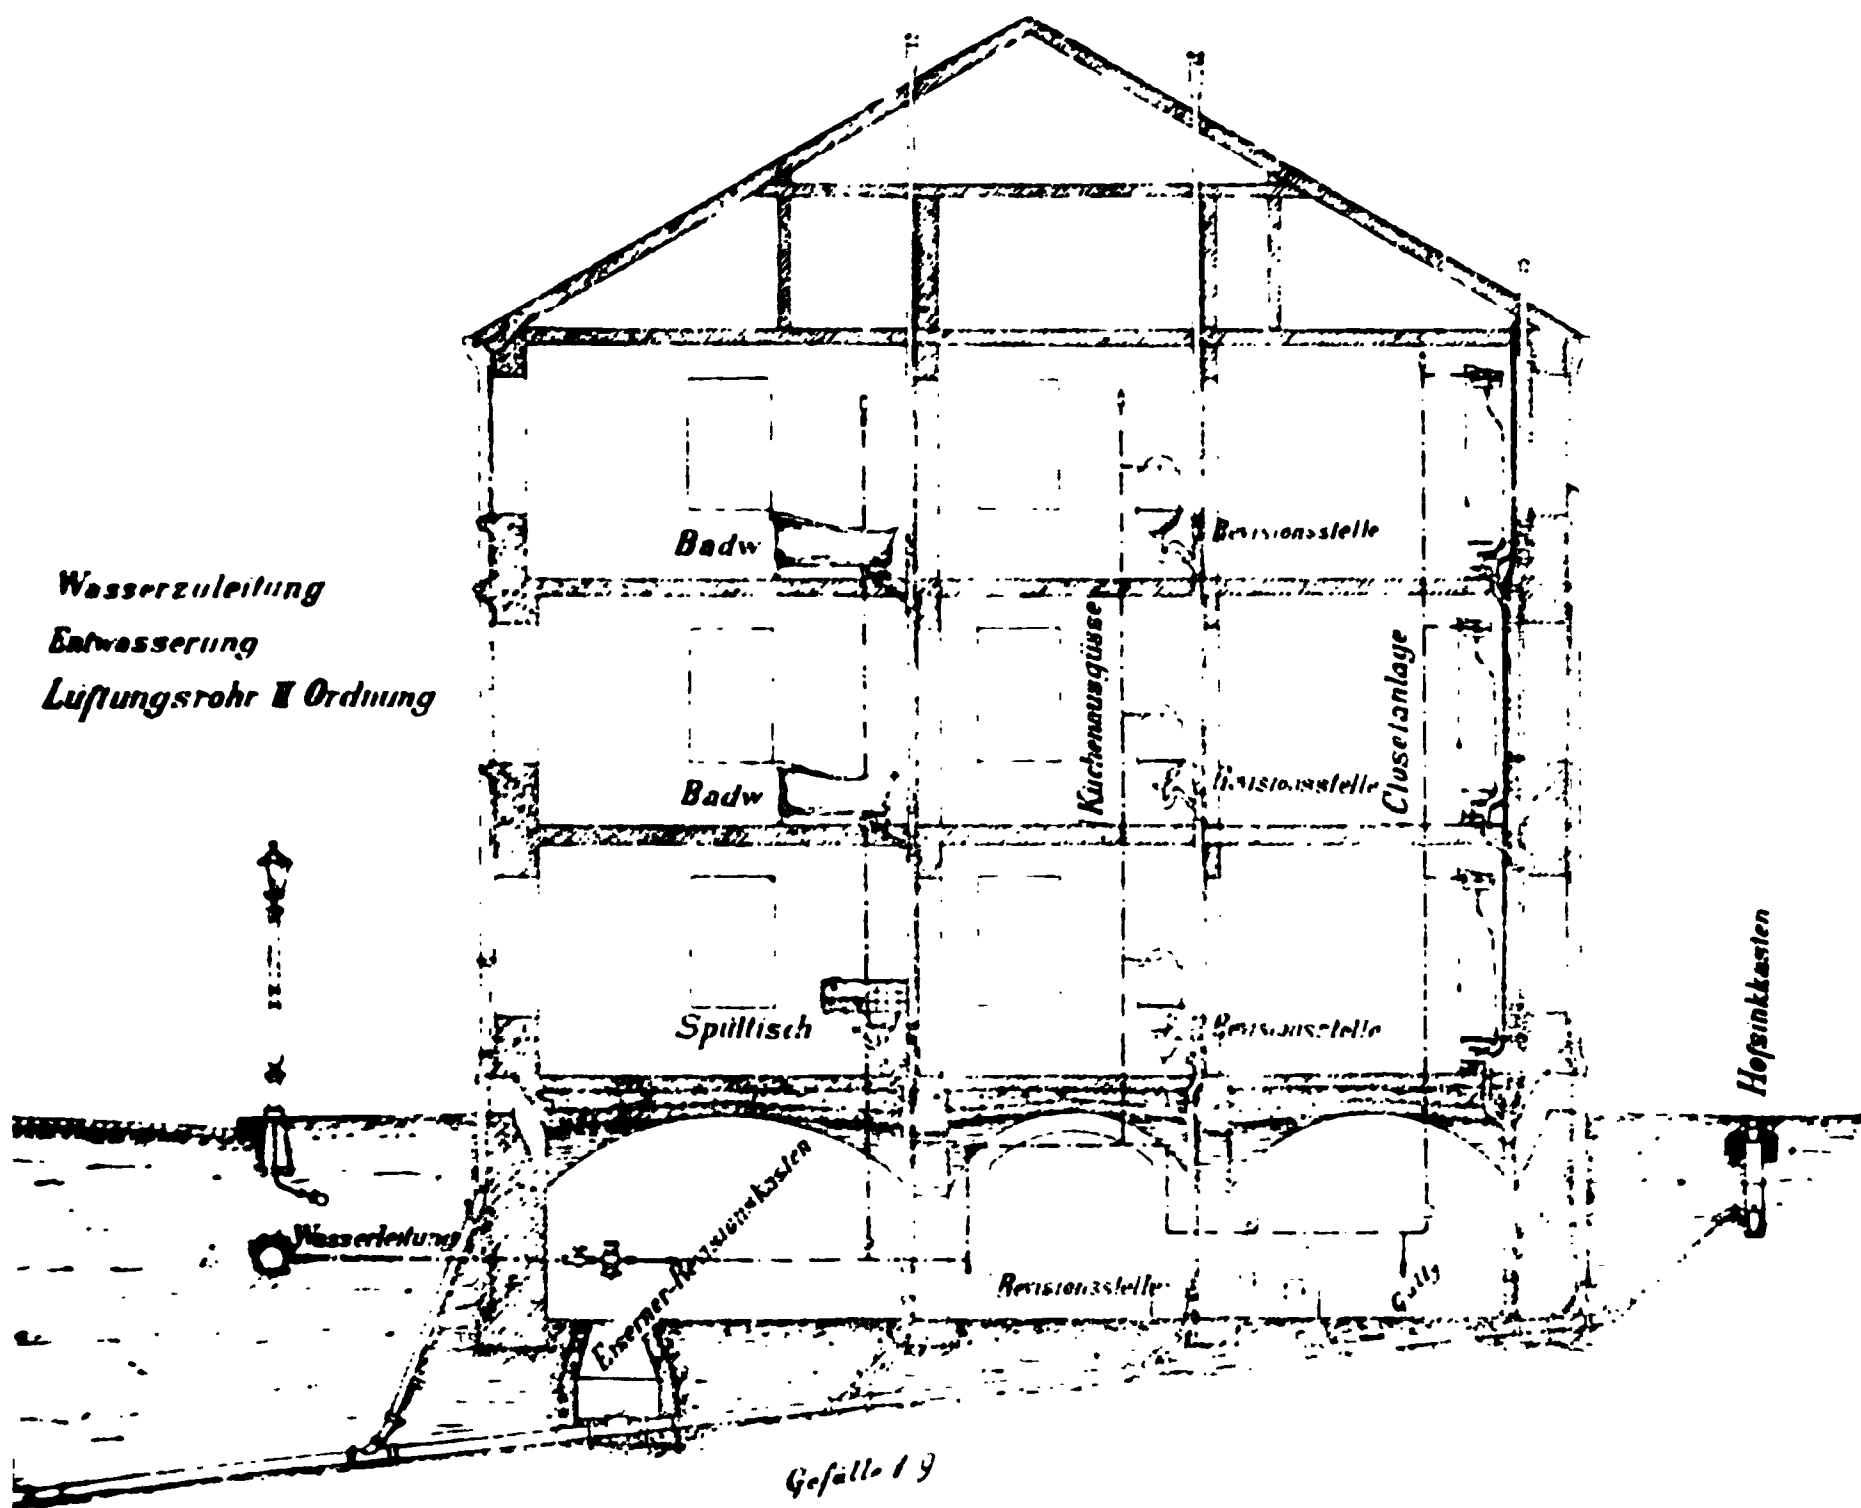 Wasserzuleitung
Entwasserung
Lüftungsrohr II Ordnung
Badw
Revisionsstelle
Badw
Küchenausgüsse
Revisionsstelle
Closetanlage
Spültisch
Revisionsstelle
Hofsinkkasten
Wasserleitung
Eiserner-Revisionskasten
Revisionsstelle
Gully
Gefälle 1 9